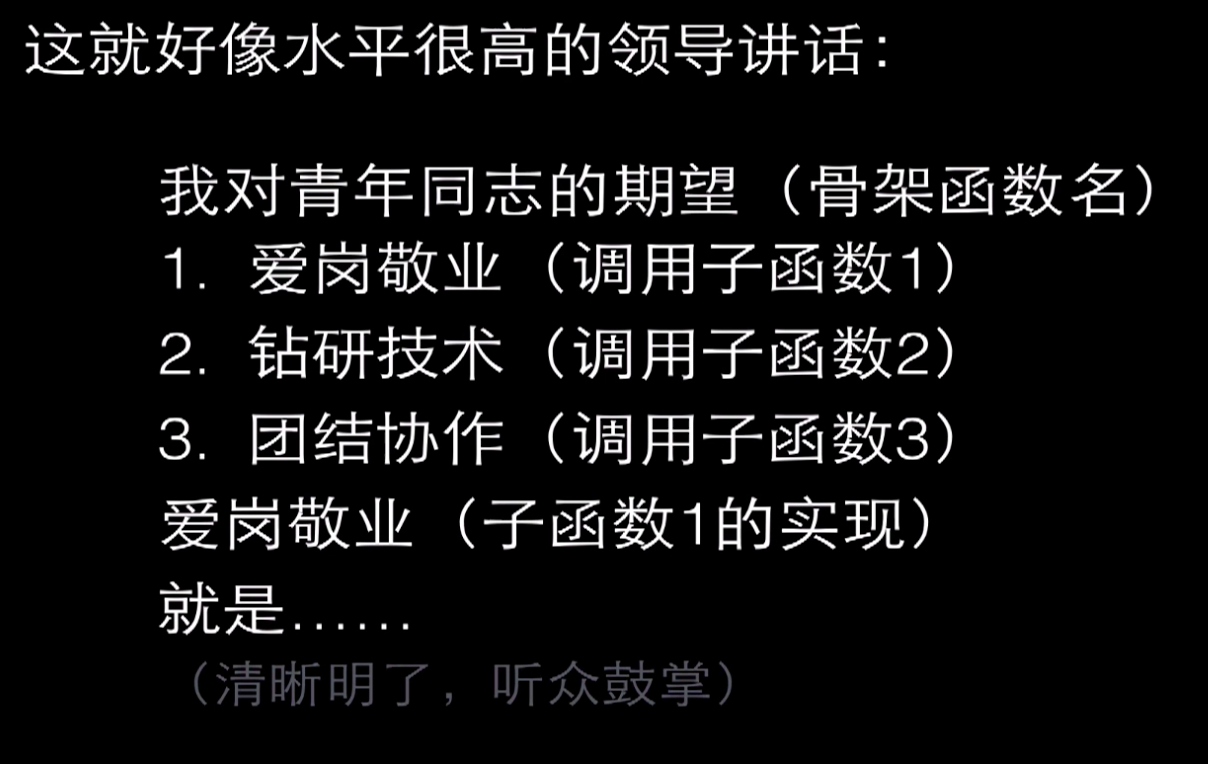 这就好像水平很高的领导讲话：
我对青年同志的期望（骨架函数名）
1. 爱岗敬业（调用子函数1）
2. 钻研技术（调用子函数2）
3. 团结协作（调用子函数3）
爱岗敬业（子函数1的实现）
就是……
（清晰明了，听众鼓掌）